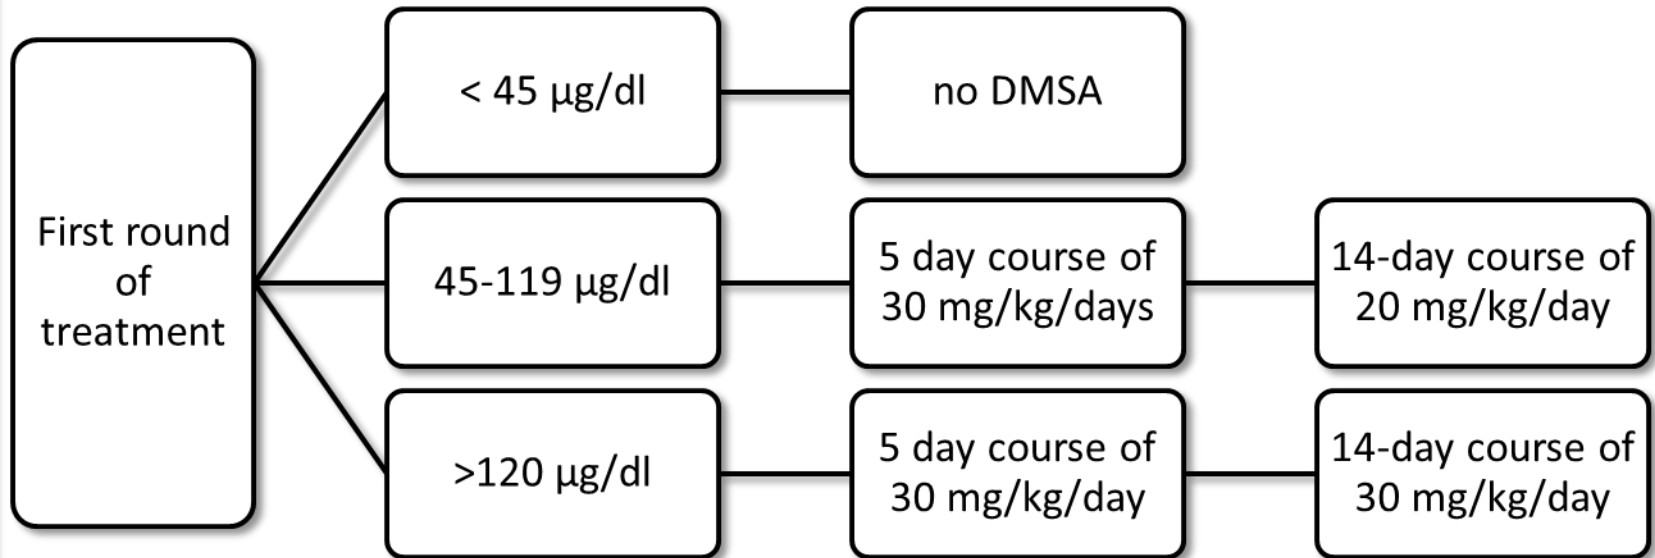 First round
of
treatment
< 45 µg/dl
no DMSA
45-119 µg/dl
5 day course of
30 mg/kg/days
14-day course of
20 mg/kg/day
>120 µg/dl
5 day course of
30 mg/kg/day
14-day course of
30 mg/kg/day